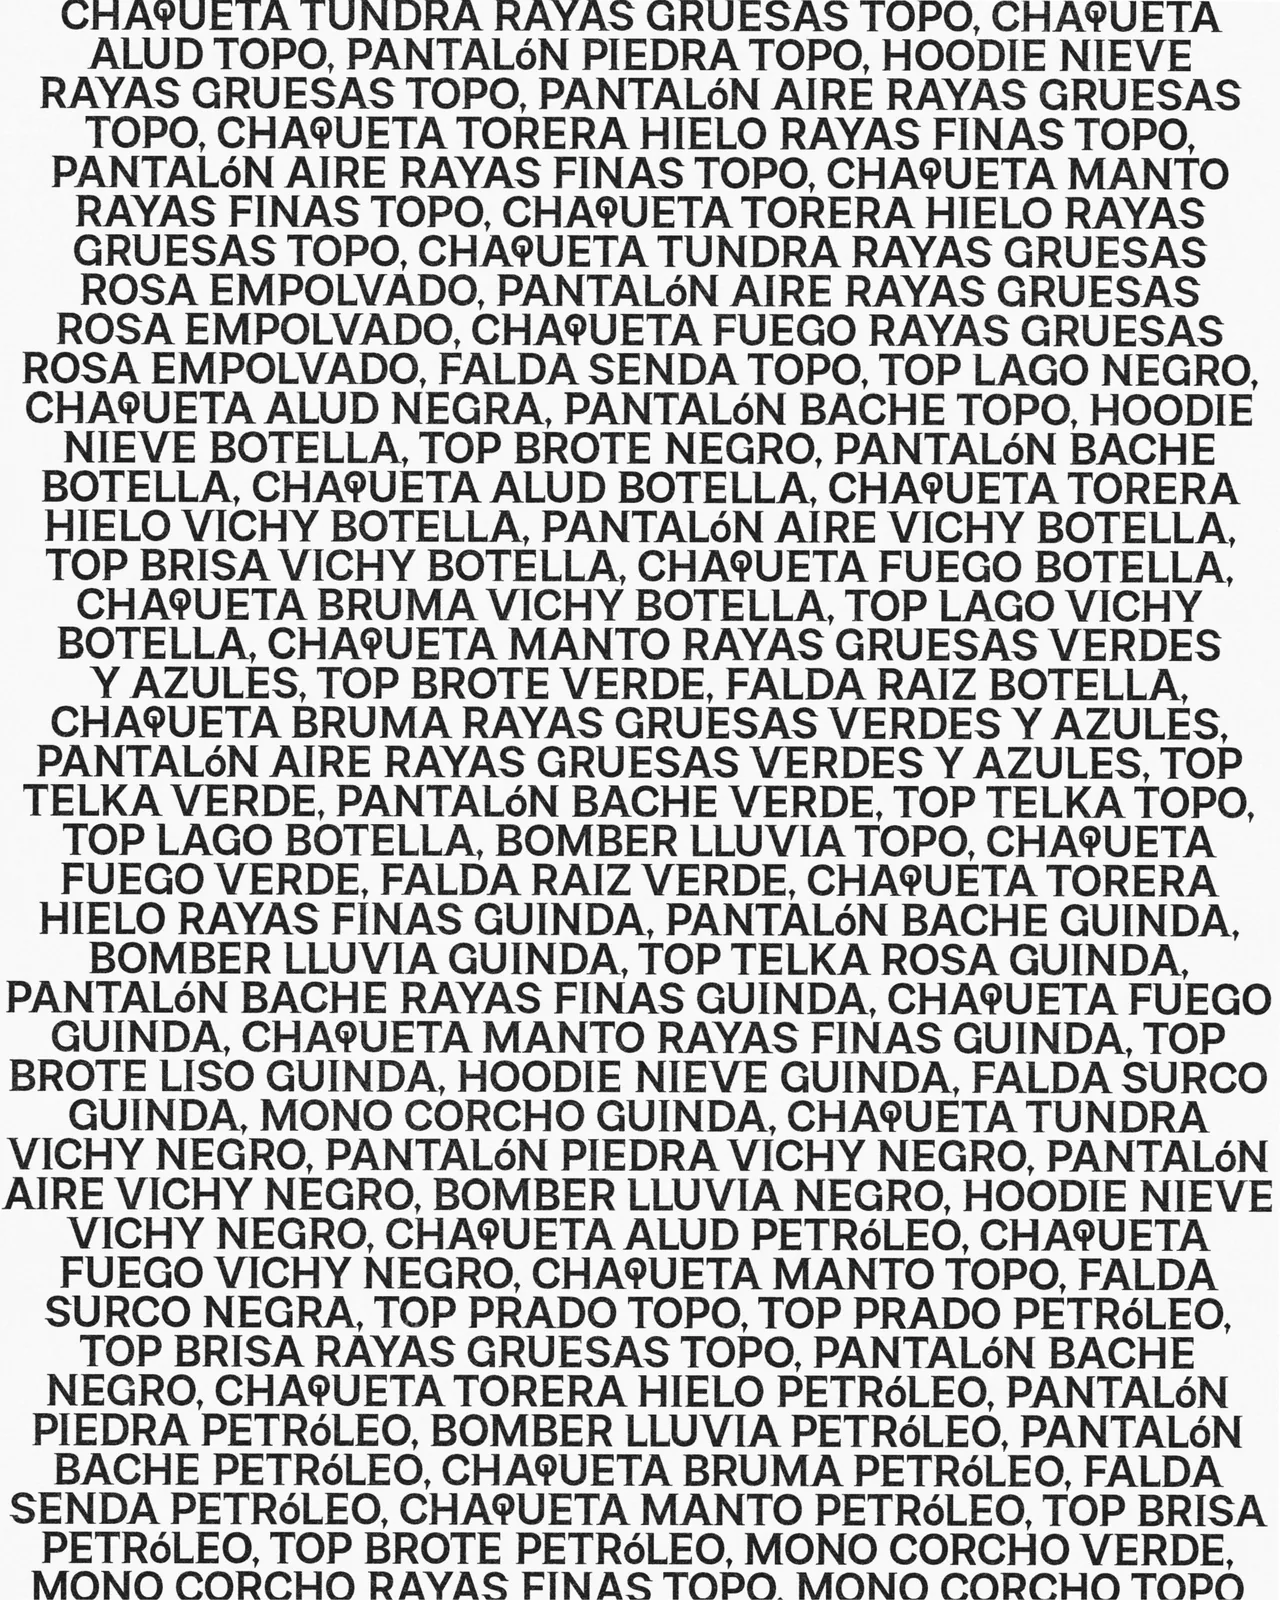 CHAQUETA TUNDRA RAYAS GRUESAS TOPO, CHAQUETA
ALUD TOPO, PANTALóN PIEDRA TOPO, HOODIE NIEVE
RAYAS GRUESAS TOPO, PANTALóN AIRE RAYAS GRUESAS
TOPO, CHAQUETA TORERA HIELO RAYAS FINAS TOPO,
PANTALóN AIRE RAYAS FINAS TOPO, CHAQUETA MANTO
RAYAS FINAS TOPO, CHAQUETA TORERA HIELO RAYAS
GRUESAS TOPO, CHAQUETA TUNDRA RAYAS GRUESAS
ROSA EMPOLVADO, PANTALóN AIRE RAYAS GRUESAS
ROSA EMPOLVADO, CHAQUETA FUEGO RAYAS GRUESAS
ROSA EMPOLVADO, FALDA SENDA TOPO, TOP LAGO NEGRO,
CHAQUETA ALUD NEGRA, PANTALóN BACHE TOPO, HOODIE
NIEVE BOTELLA, TOP BROTE NEGRO, PANTALóN BACHE
BOTELLA, CHAQUETA ALUD BOTELLA, CHAQUETA TORERA
HIELO VICHY BOTELLA, PANTALóN AIRE VICHY BOTELLA,
TOP BRISA VICHY BOTELLA, CHAQUETA FUEGO BOTELLA,
CHAQUETA BRUMA VICHY BOTELLA, TOP LAGO VICHY
BOTELLA, CHAQUETA MANTO RAYAS GRUESAS VERDES
Y AZULES, TOP BROTE VERDE, FALDA RAIZ BOTELLA,
CHAQUETA BRUMA RAYAS GRUESAS VERDES Y AZULES,
PANTALóN AIRE RAYAS GRUESAS VERDES Y AZULES, TOP
TELKA VERDE, PANTALóN BACHE VERDE, TOP TELKA TOPO,
TOP LAGO BOTELLA, BOMBER LLUVIA TOPO, CHAQUETA
FUEGO VERDE, FALDA RAIZ VERDE, CHAQUETA TORERA
HIELO RAYAS FINAS GUINDA, PANTALóN BACHE GUINDA,
BOMBER LLUVIA GUINDA, TOP TELKA ROSA GUINDA,
PANTALóN BACHE RAYAS FINAS GUINDA, CHAQUETA FUEGO
GUINDA, CHAQUETA MANTO RAYAS FINAS GUINDA, TOP
BROTE LISO GUINDA, HOODIE NIEVE GUINDA, FALDA SURCO
GUINDA, MONO CORCHO GUINDA, CHAQUETA TUNDRA
VICHY NEGRO, PANTALóN PIEDRA VICHY NEGRO, PANTALóN
AIRE VICHY NEGRO, BOMBER LLUVIA NEGRO, HOODIE NIEVE
VICHY NEGRO, CHAQUETA ALUD PETRóLEO, CHAQUETA
FUEGO VICHY NEGRO, CHAQUETA MANTO TOPO, FALDA
SURCO NEGRA, TOP PRADO TOPO, TOP PRADO PETRóLEO,
TOP BRISA RAYAS GRUESAS TOPO, PANTALóN BACHE
NEGRO, CHAQUETA TORERA HIELO PETRóLEO, PANTALóN
PIEDRA PETRóLEO, BOMBER LLUVIA PETRóLEO, PANTALóN
BACHE PETRóLEO, CHAQUETA BRUMA PETRóLEO, FALDA
SENDA PETRóLEO, CHAQUETA MANTO PETRóLEO, TOP BRISA
PETRóLEO, TOP BROTE PETRóLEO, MONO CORCHO VERDE,
MONO CORCHO RAYAS FINAS TOPO, MONO CORCHO TOPO